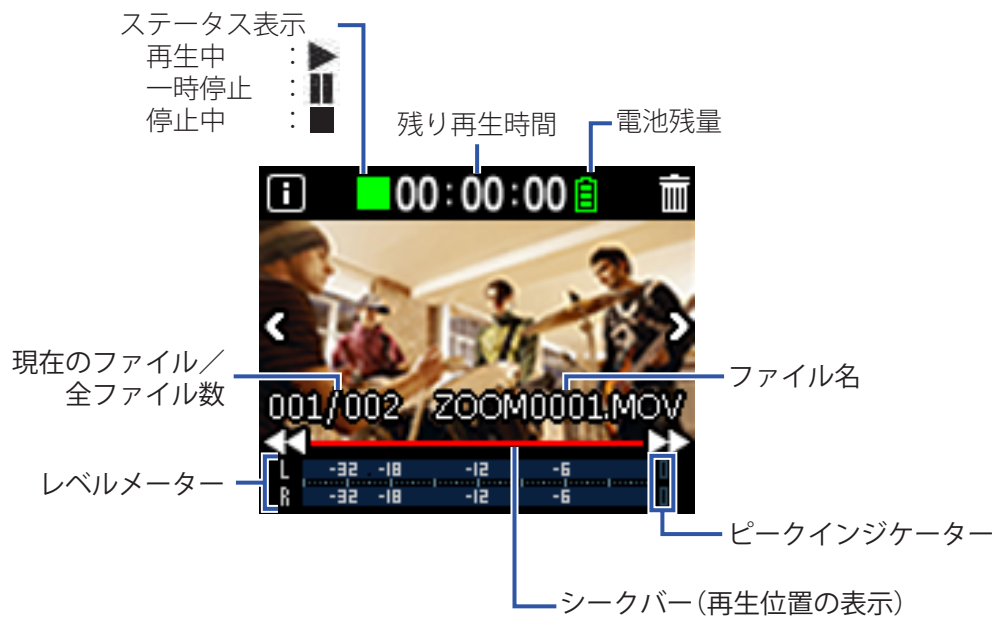 ステータス表示
再生中 :
一時停止 :
停止中 :
残り再生時間
電池残量
i
00:00:00
現在のファイル／
全ファイル数
001/002 ZOOM0001.MOV
ファイル名
レベルメーター
L -32 -18 -12 -6 0
R -32 -18 -12 -6 0
ピークインジケーター
シークバー（再生位置の表示）